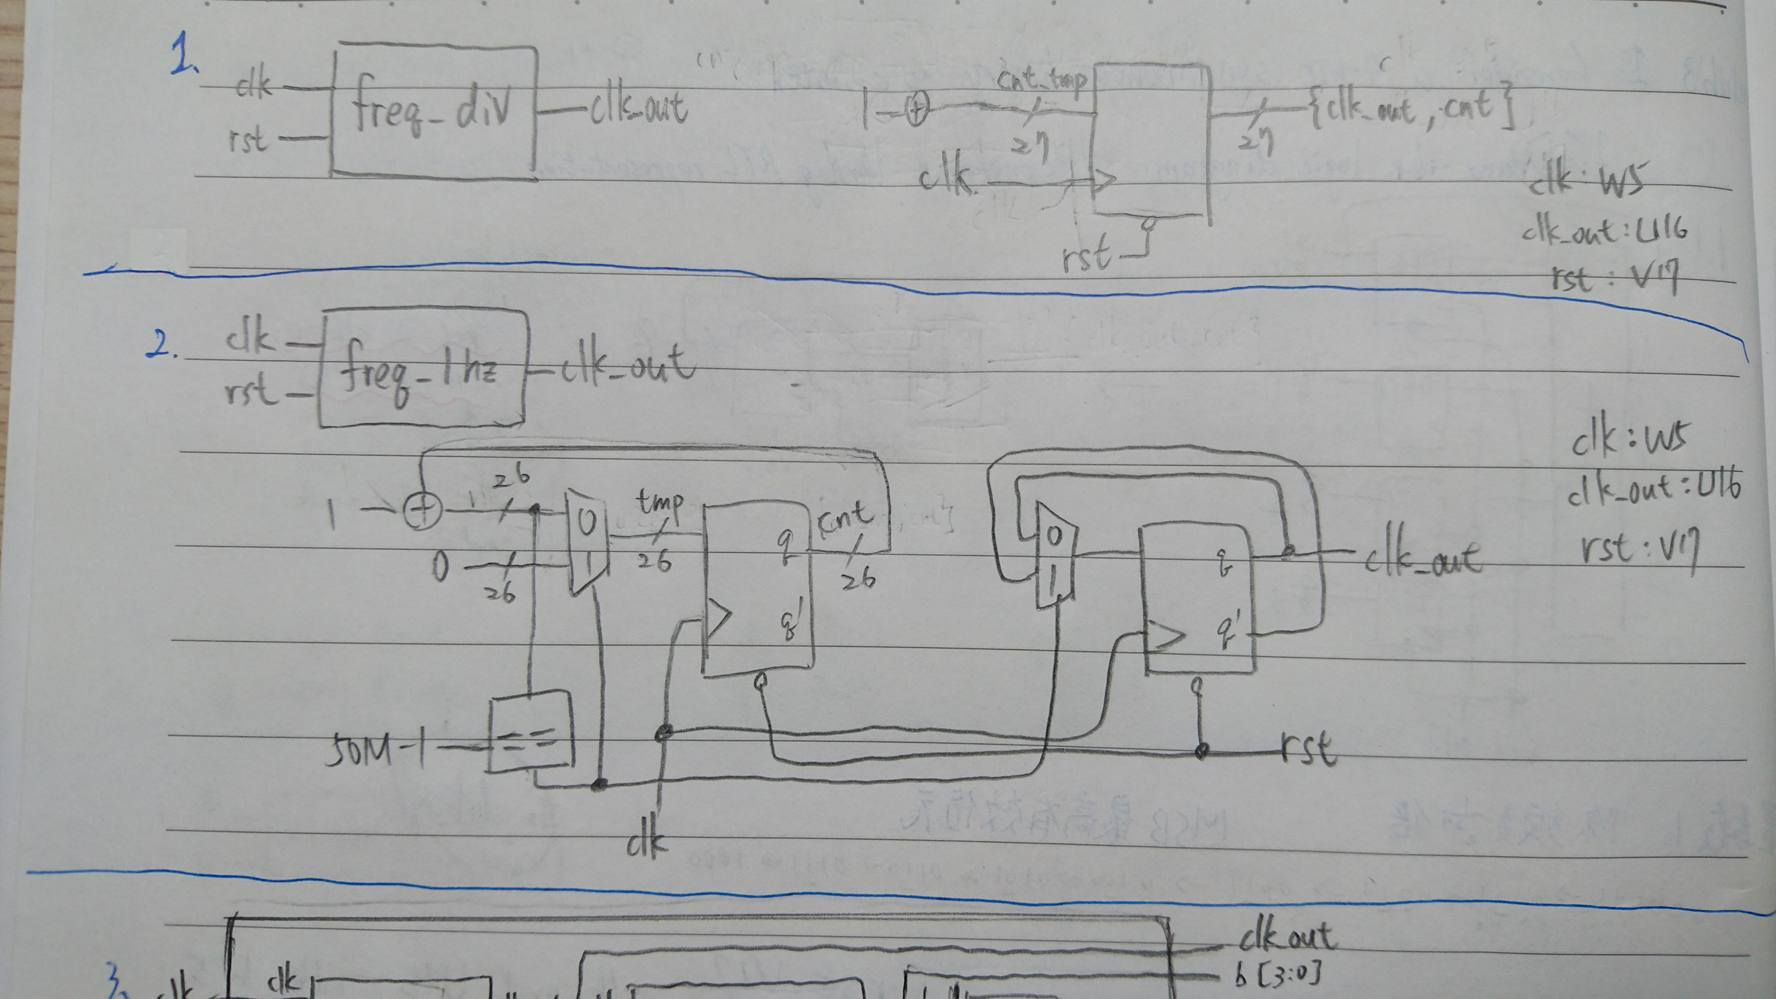 1.
clk
rst
freq_div
clk_out
1
cnt_tmp
27
clk
rst
27
{clk_out, cnt}
clk: W5
clk_out: U16
rst: V17
2.
clk
rst
freq_1hz
clk_out
clk: W5
clk_out: U16
rst: V17
1
26
0
26
0
1
tmp
26
q
q'
cnt
26
0
1
q
q'
clk_out
50M-1
==
rst
clk
3.
clk
clk
clk_out
b[3:0]